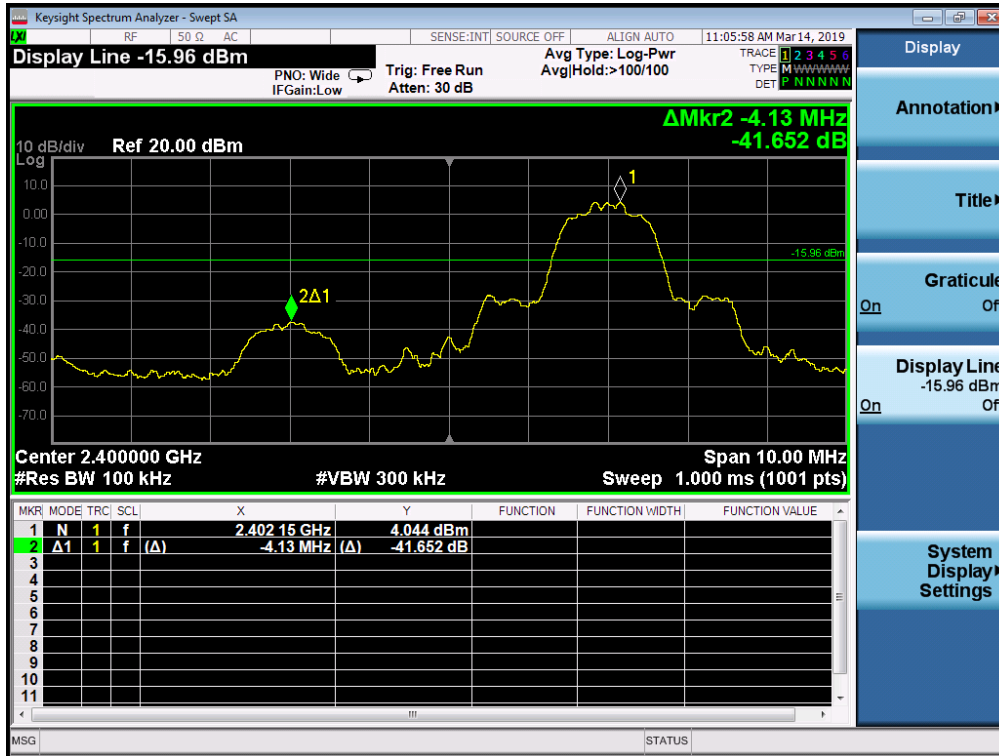 Keysight Spectrum Analyzer - Swept SA
LXI RF 50 Ω AC SENSE:INT SOURCE OFF ALIGN AUTO 11:05:58 AM Mar 14, 2019
Display Line -15.96 dBm
PNO: Wide
IFGain:Low
Trig: Free Run
Atten: 30 dB
Avg Type: Log-Pwr
Avg|Hold:>100/100
TRACE 1 2 3 4 5 6
TYPE M WWWWW
DET P N N N N N
ΔMkr2 -4.13 MHz
-41.652 dB
10 dB/div Ref 20.00 dBm
Log
10.0
0.00
-10.0
-20.0
-30.0
-40.0
-50.0
-60.0
-70.0
1
-15.96 dBm
2Δ1
Center 2.400000 GHz Span 10.00 MHz
#Res BW 100 kHz #VBW 300 kHz Sweep 1.000 ms (1001 pts)
MKR MODE TRC SCL X Y FUNCTION FUNCTION WIDTH FUNCTION VALUE
1 N 1 f 2.402 15 GHz 4.044 dBm
2 Δ1 1 f (Δ) -4.13 MHz (Δ) -41.652 dB
3
4
5
6
7
8
9
10
11
MSG STATUS
Display
Annotation
Title
Graticule
On Of
Display Line
-15.96 dBm
On Of
System
Display
Settings